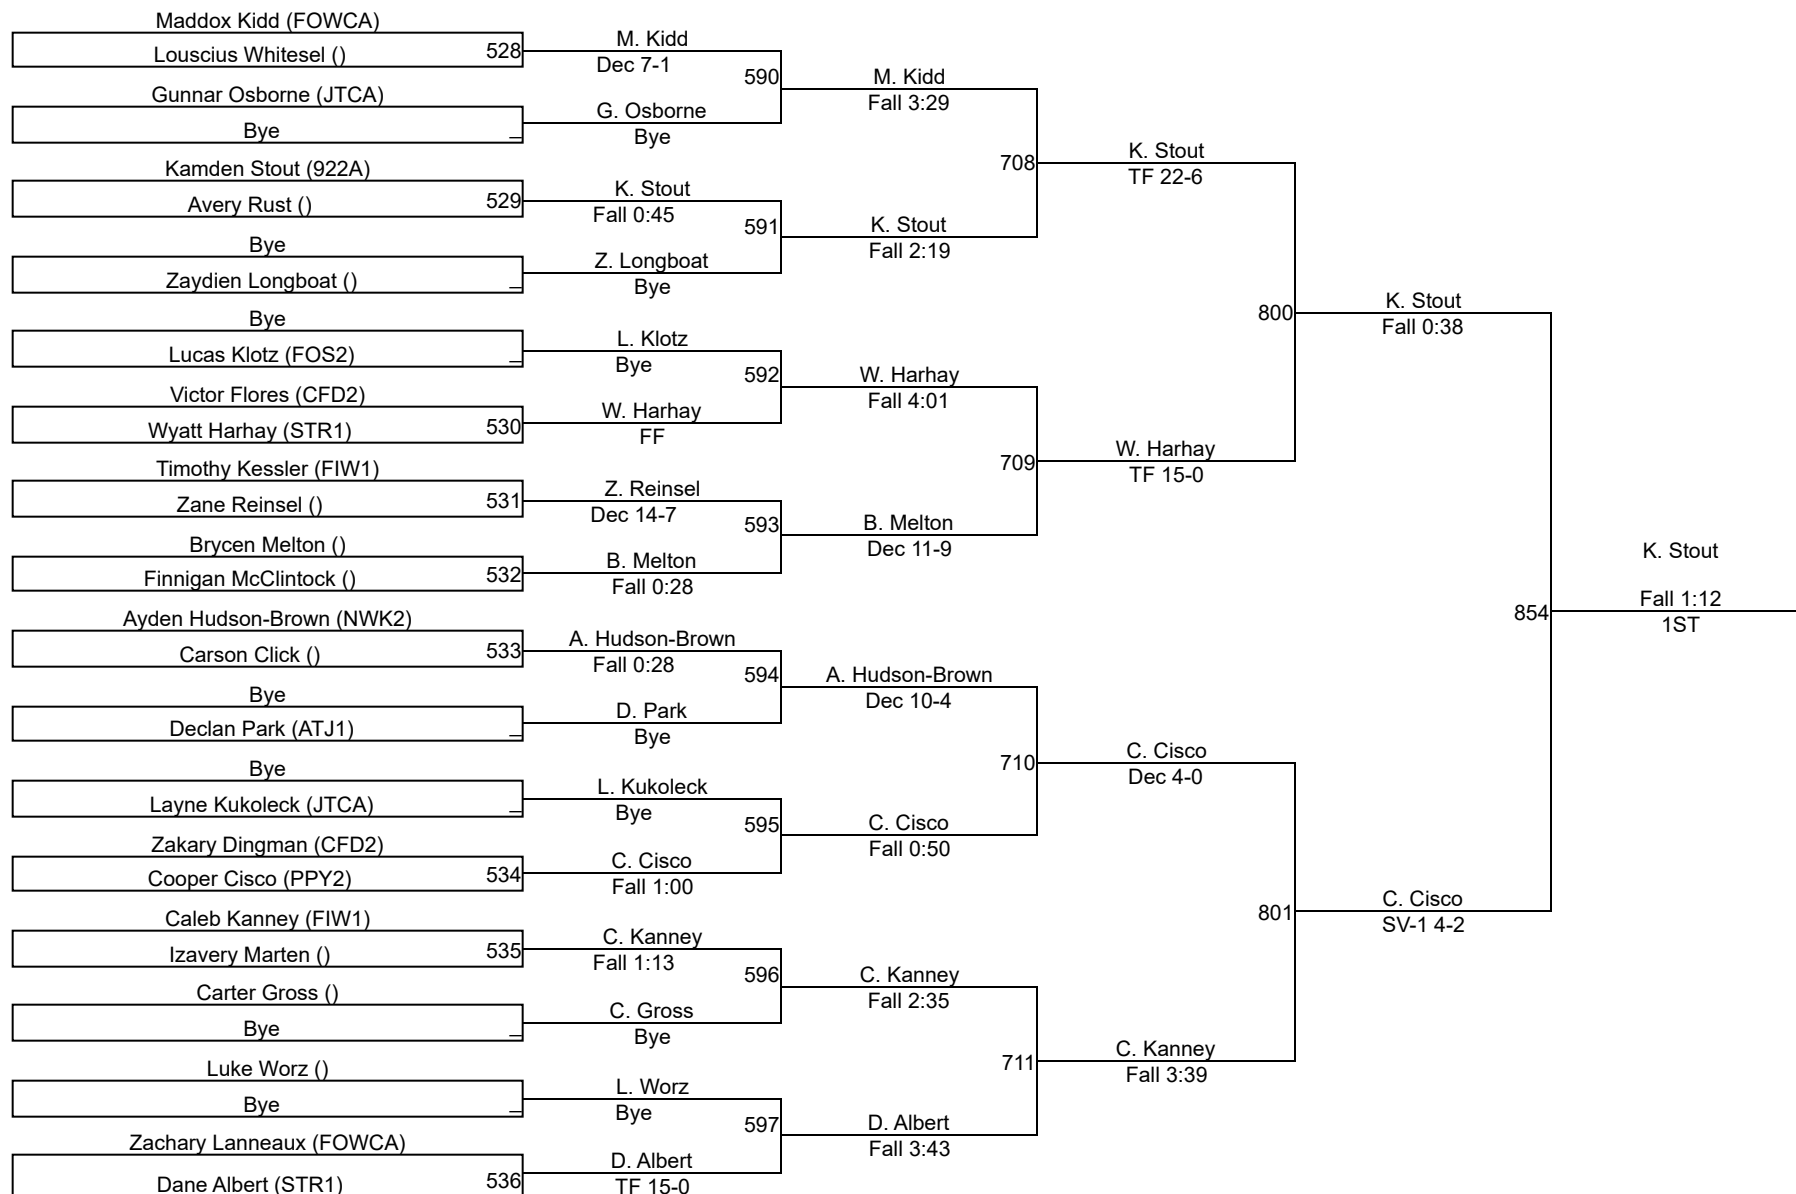 Maddox Kidd (FOWCA)
Louscius Whitesel () 528
Gunnar Osborne (JTCA)
Bye _
Kamden Stout (922A)
Avery Rust () 529
Bye
Zaydien Longboat () _
Bye
Lucas Klotz (FOS2) _
Victor Flores (CFD2)
Wyatt Harhay (STR1) 530
Timothy Kessler (FIW1)
Zane Reinsel () 531
Brycen Melton ()
Finnigan McClintock () 532
Ayden Hudson-Brown (NWK2)
Carson Click () 533
Bye
Declan Park (ATJ1) _
Bye
Layne Kukoleck (JTCA) _
Zakary Dingman (CFD2)
Cooper Cisco (PPY2) 534
Caleb Kanney (FIW1)
Izavery Marten () 535
Carter Gross ()
Bye _
Luke Worz ()
Bye _
Zachary Lanneaux (FOWCA)
Dane Albert (STR1) 536
M. Kidd
Dec 7-1
590
G. Osborne
Bye
K. Stout
Fall 0:45
591
Z. Longboat
Bye
L. Klotz
Bye
592
W. Harhay
FF
Z. Reinsel
Dec 14-7
593
B. Melton
Fall 0:28
A. Hudson-Brown
Fall 0:28
594
D. Park
Bye
L. Kukoleck
Bye
595
C. Cisco
Fall 1:00
C. Kanney
Fall 1:13
596
C. Gross
Bye
L. Worz
Bye
597
D. Albert
TF 15-0
M. Kidd
Fall 3:29
708
K. Stout
Fall 2:19
W. Harhay
Fall 4:01
709
B. Melton
Dec 11-9
A. Hudson-Brown
Dec 10-4
710
C. Cisco
Fall 0:50
C. Kanney
Fall 2:35
711
D. Albert
Fall 3:43
K. Stout
TF 22-6
800
W. Harhay
TF 15-0
C. Cisco
Dec 4-0
801
C. Kanney
Fall 3:39
K. Stout
Fall 0:38
854
C. Cisco
SV-1 4-2
K. Stout
Fall 1:12
1ST